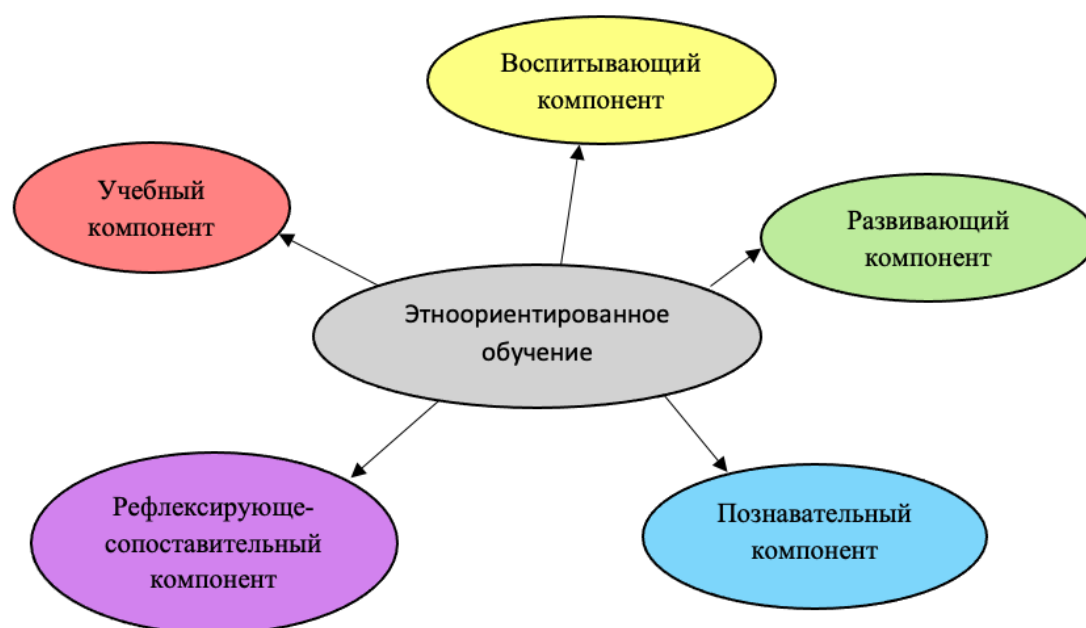 Воспитывающий
компонент
Учебный
компонент
Развивающий
компонент
Этноориентированное
обучение
Рефлексирующе-
сопоставительный
компонент
Познавательный
компонент